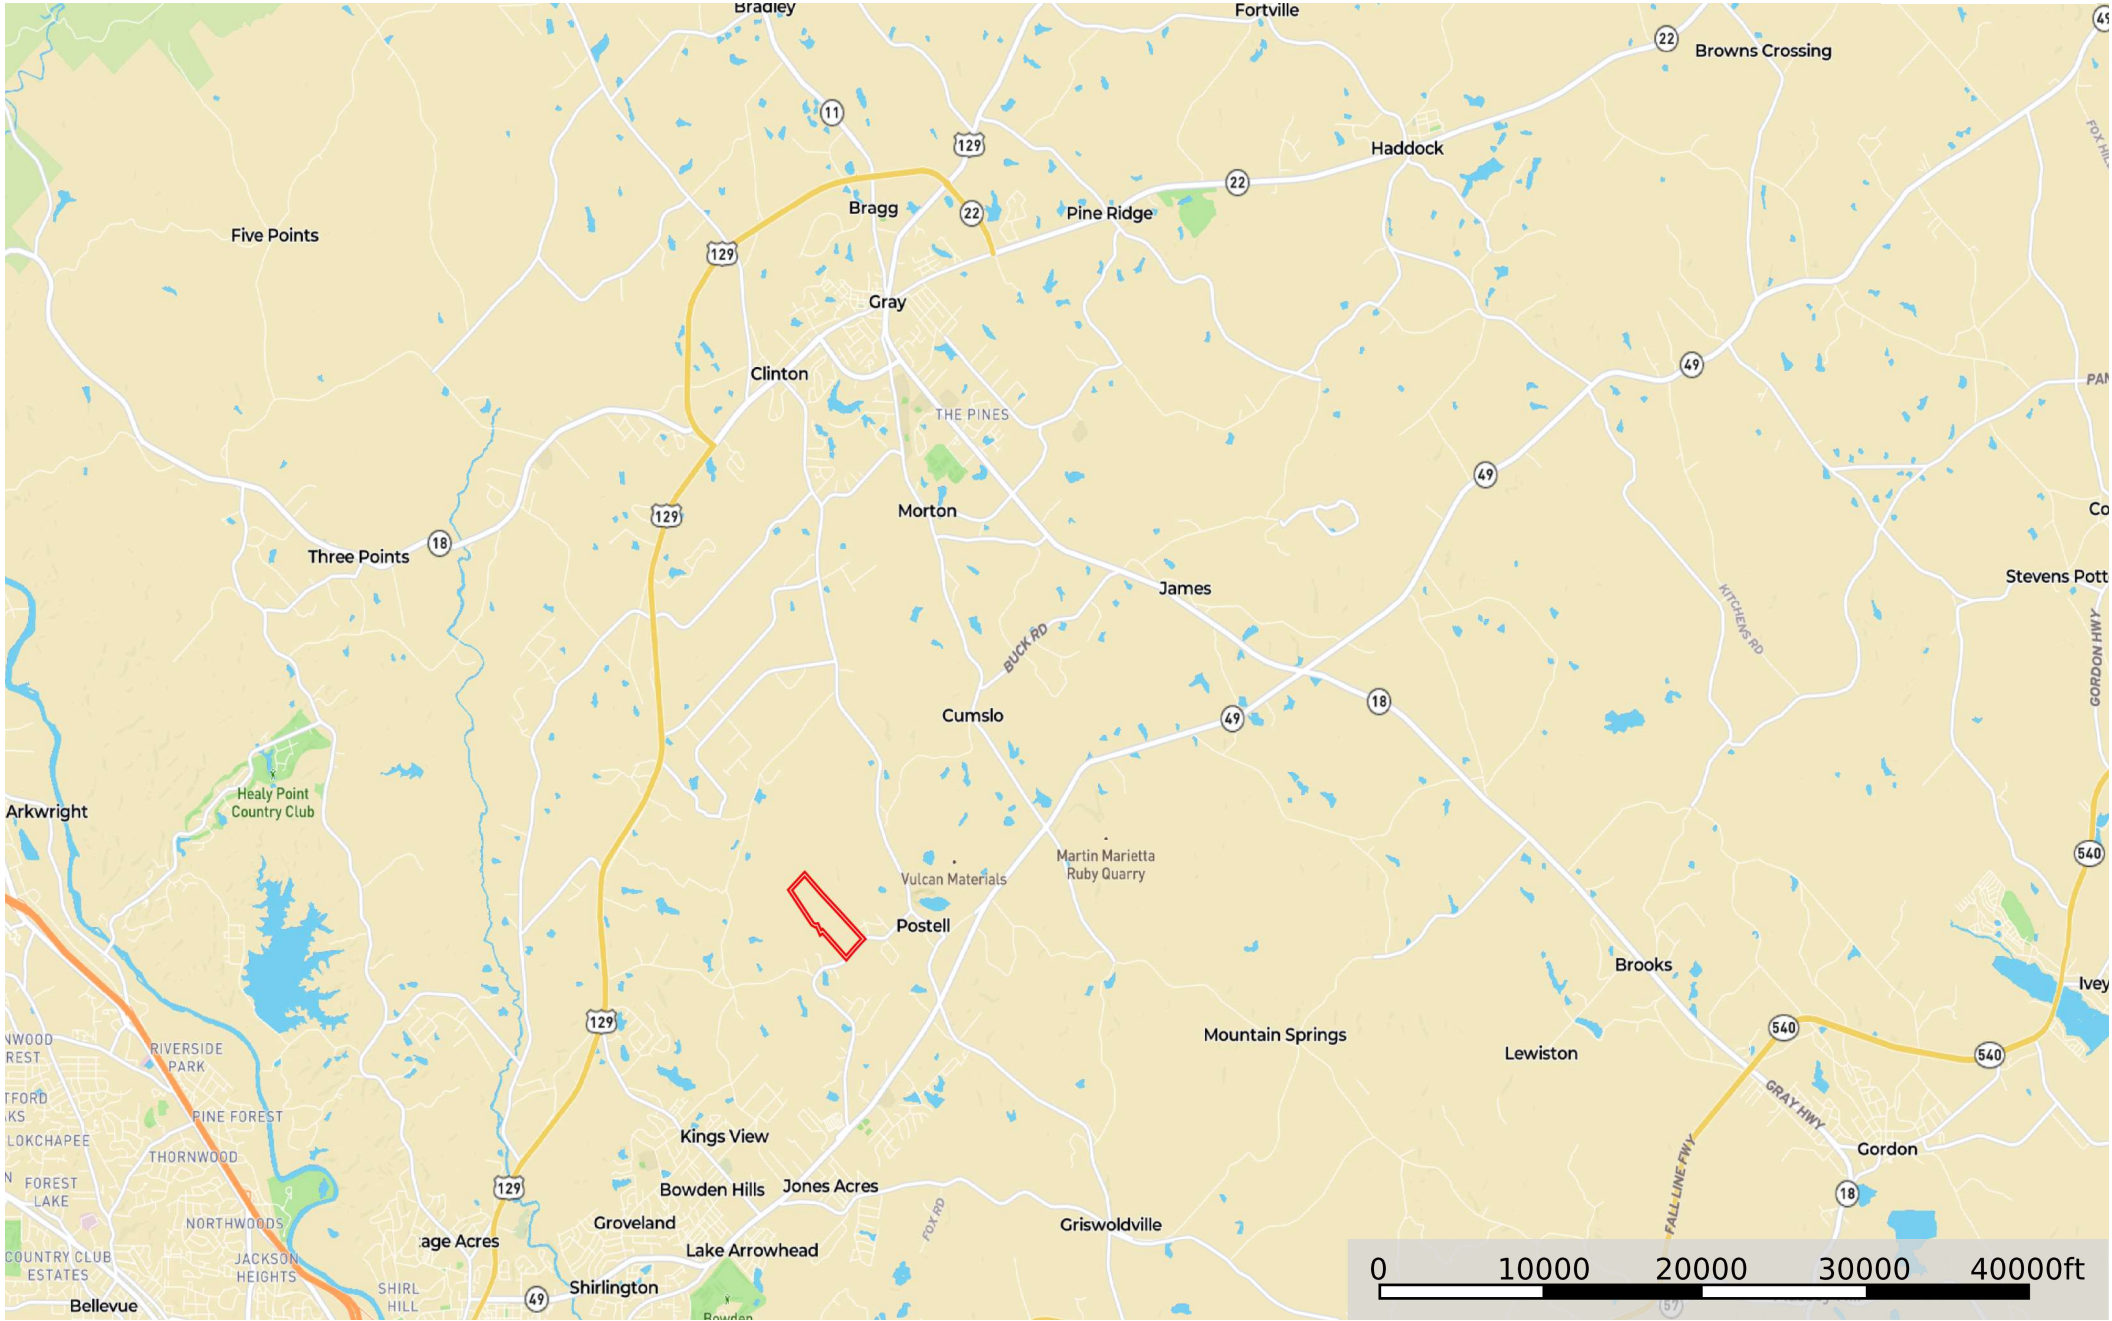 Bradley
Fortville
49
22
Browns Crossing
11
129
Haddock
22
Bragg
22
Pine Ridge
Five Points
129
Gray
49
Clinton
THE PINES
49
129
Morton
18
Three Points
James
Stevens Pott
KITCHENS RD
BUCK RD
GORDON HWY
18
Cumslo
49
Healy Point
Country Club
Arkwright
540
Martin Marietta
Ruby Quarry
Vulcan Materials
Postell
Brooks
Ivey
129
540
Mountain Springs
540
Lewiston
RIVERSIDE
PARK
GRAY HWY
PINE FOREST
Kings View
Gordon
THORNWOOD
FALL LINE FWY
FOREST
LAKE
129
Bowden Hills
Jones Acres
18
NORTHWOODS
Groveland
FOX RD
Griswoldville
age Acres
Lake Arrowhead
COUNTRY CLUB
ESTATES
JACKSON
HEIGHTS
SHIRL
HILL
Shirlington
49
Bellevue
Bowden
0 10000 20000 30000 40000ft
57